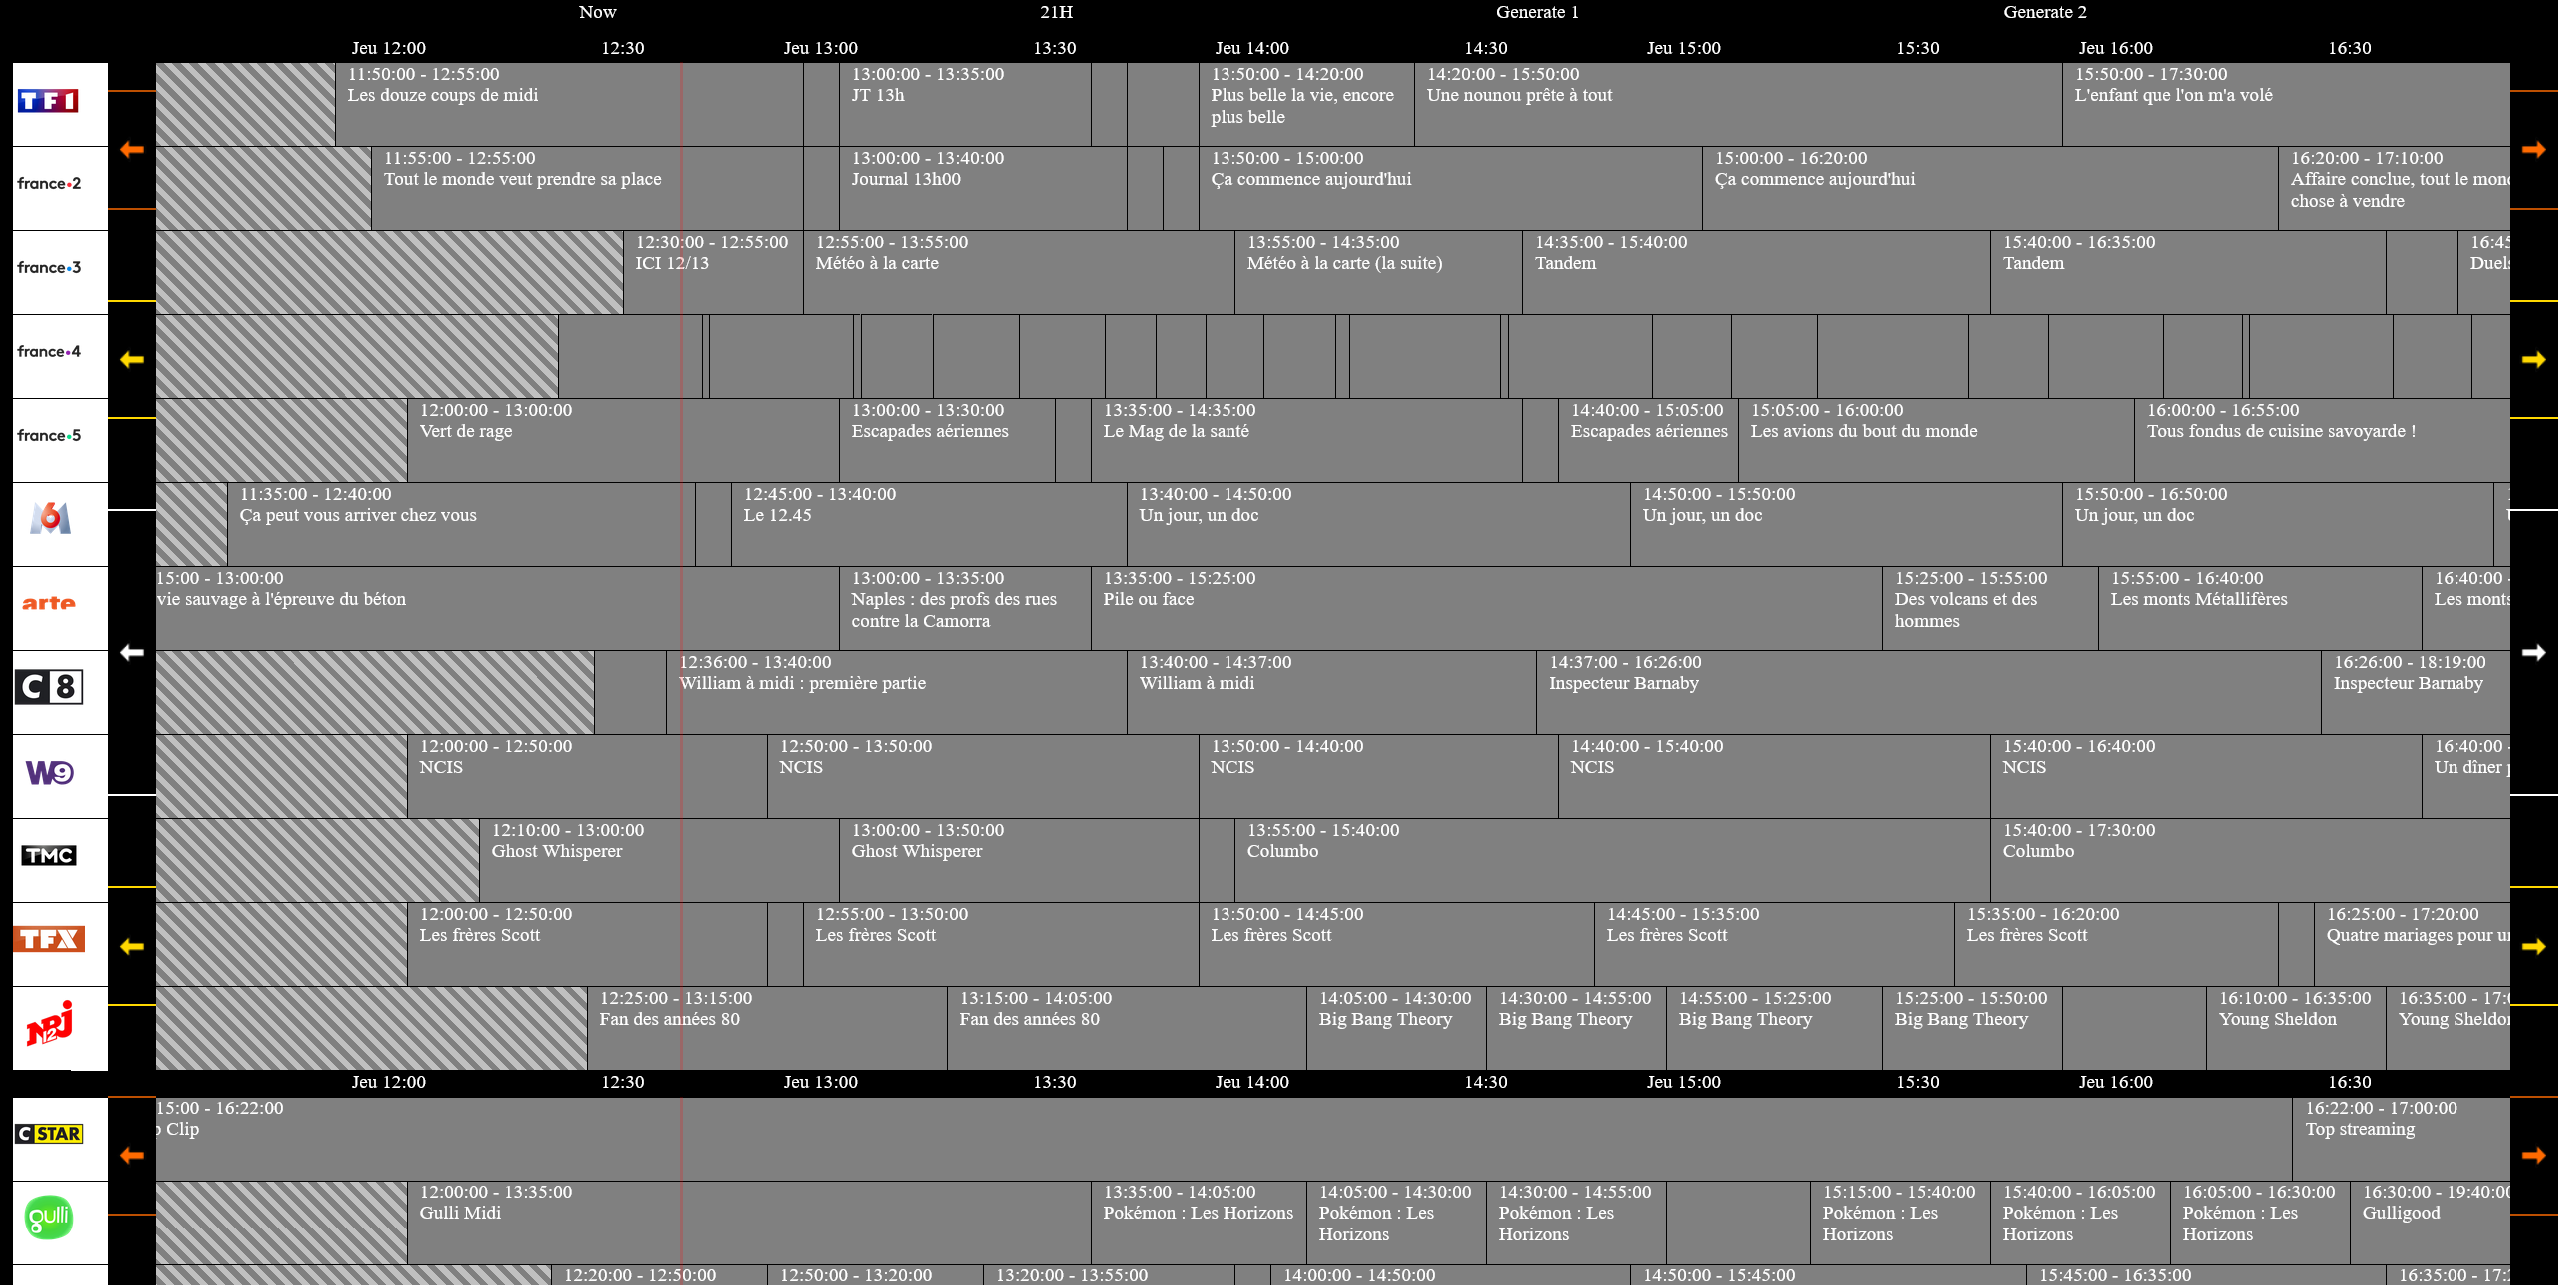 Now 21H Generate 1 Generate 2
Jeu 12:00 12:30 Jeu 13:00 13:30 Jeu 14:00 14:30 Jeu 15:00 15:30 Jeu 16:00 16:30
TF1
11:50:00 - 12:55:00
Les douze coups de midi
13:00:00 - 13:35:00
JT 13h
13:50:00 - 14:20:00
Plus belle la vie, encore
plus belle
14:20:00 - 15:50:00
Une nounou prête à tout
15:50:00 - 17:30:00
L'enfant que l'on m'a volé
france•2
11:55:00 - 12:55:00
Tout le monde veut prendre sa place
13:00:00 - 13:40:00
Journal 13h00
13:50:00 - 15:00:00
Ça commence aujourd'hui
15:00:00 - 16:20:00
Ça commence aujourd'hui
16:20:00 - 17:10:00
Affaire conclue, tout le
chose à vendre
france•3
12:30:00 - 12:55:00
ICI 12/13
12:55:00 - 13:55:00
Météo à la carte
13:55:00 - 14:35:00
Météo à la carte (la suite)
14:35:00 - 15:40:00
Tandem
15:40:00 - 16:35:00
Tandem
16:45
Duels
france•4
france•5
12:00:00 - 13:00:00
Vert de rage
13:00:00 - 13:30:00
Escapades aériennes
13:35:00 - 14:35:00
Le Mag de la santé
14:40:00 - 15:05:00
Escapades aériennes
15:05:00 - 16:00:00
Les avions du bout du monde
16:00:00 - 16:55:00
Tous fondus de cuisine savoyarde !
M6
11:35:00 - 12:40:00
Ça peut vous arriver chez vous
12:45:00 - 13:40:00
Le 12.45
13:40:00 - 14:50:00
Un jour, un doc
14:50:00 - 15:50:00
Un jour, un doc
15:50:00 - 16:50:00
Un jour, un doc
arte
15:00 - 13:00:00
vie sauvage à l'épreuve du béton
13:00:00 - 13:35:00
Naples : des profs des rues
contre la Camorra
13:35:00 - 15:25:00
Pile ou face
15:25:00 - 15:55:00
Des volcans et des
hommes
15:55:00 - 16:40:00
Les monts Métallifères
16:40:00 -
Les monts
C8
12:36:00 - 13:40:00
William à midi : première partie
13:40:00 - 14:37:00
William à midi
14:37:00 - 16:26:00
Inspecteur Barnaby
16:26:00 - 18:19:00
Inspecteur Barnaby
W9
12:00:00 - 12:50:00
NCIS
12:50:00 - 13:50:00
NCIS
13:50:00 - 14:40:00
NCIS
14:40:00 - 15:40:00
NCIS
15:40:00 - 16:40:00
NCIS
16:40:00 -
Un dîner
TMC
12:10:00 - 13:00:00
Ghost Whisperer
13:00:00 - 13:50:00
Ghost Whisperer
13:55:00 - 15:40:00
Columbo
15:40:00 - 17:30:00
Columbo
TFX
12:00:00 - 12:50:00
Les frères Scott
12:55:00 - 13:50:00
Les frères Scott
13:50:00 - 14:45:00
Les frères Scott
14:45:00 - 15:35:00
Les frères Scott
15:35:00 - 16:20:00
Les frères Scott
16:25:00 - 17:20:00
Quatre mariages pour
NRJ12
12:25:00 - 13:15:00
Fan des années 80
13:15:00 - 14:05:00
Fan des années 80
14:05:00 - 14:30:00
Big Bang Theory
14:30:00 - 14:55:00
Big Bang Theory
14:55:00 - 15:25:00
Big Bang Theory
15:25:00 - 15:50:00
Big Bang Theory
16:10:00 - 16:35:00
Young Sheldon
16:35:00 -
Young Sheldon
Jeu 12:00 12:30 Jeu 13:00 13:30 Jeu 14:00 14:30 Jeu 15:00 15:30 Jeu 16:00 16:30
C STAR
15:00 - 16:22:00
Clip
16:22:00 - 17:00:00
Top streaming
gulli
12:00:00 - 13:35:00
Gulli Midi
13:35:00 - 14:05:00
Pokémon : Les Horizons
14:05:00 - 14:30:00
Pokémon : Les
Horizons
14:30:00 - 14:55:00
Pokémon : Les
Horizons
15:15:00 - 15:40:00
Pokémon : Les
Horizons
15:40:00 - 16:05:00
Pokémon : Les
Horizons
16:05:00 - 16:30:00
Pokémon : Les
Horizons
16:30:00 - 19:40:00
Gulligood
12:20:00 - 12:50:00
12:50:00 - 13:20:00
13:20:00 - 13:55:00
14:00:00 - 14:50:00
14:50:00 - 15:45:00
15:45:00 - 16:35:00
16:35:00 -